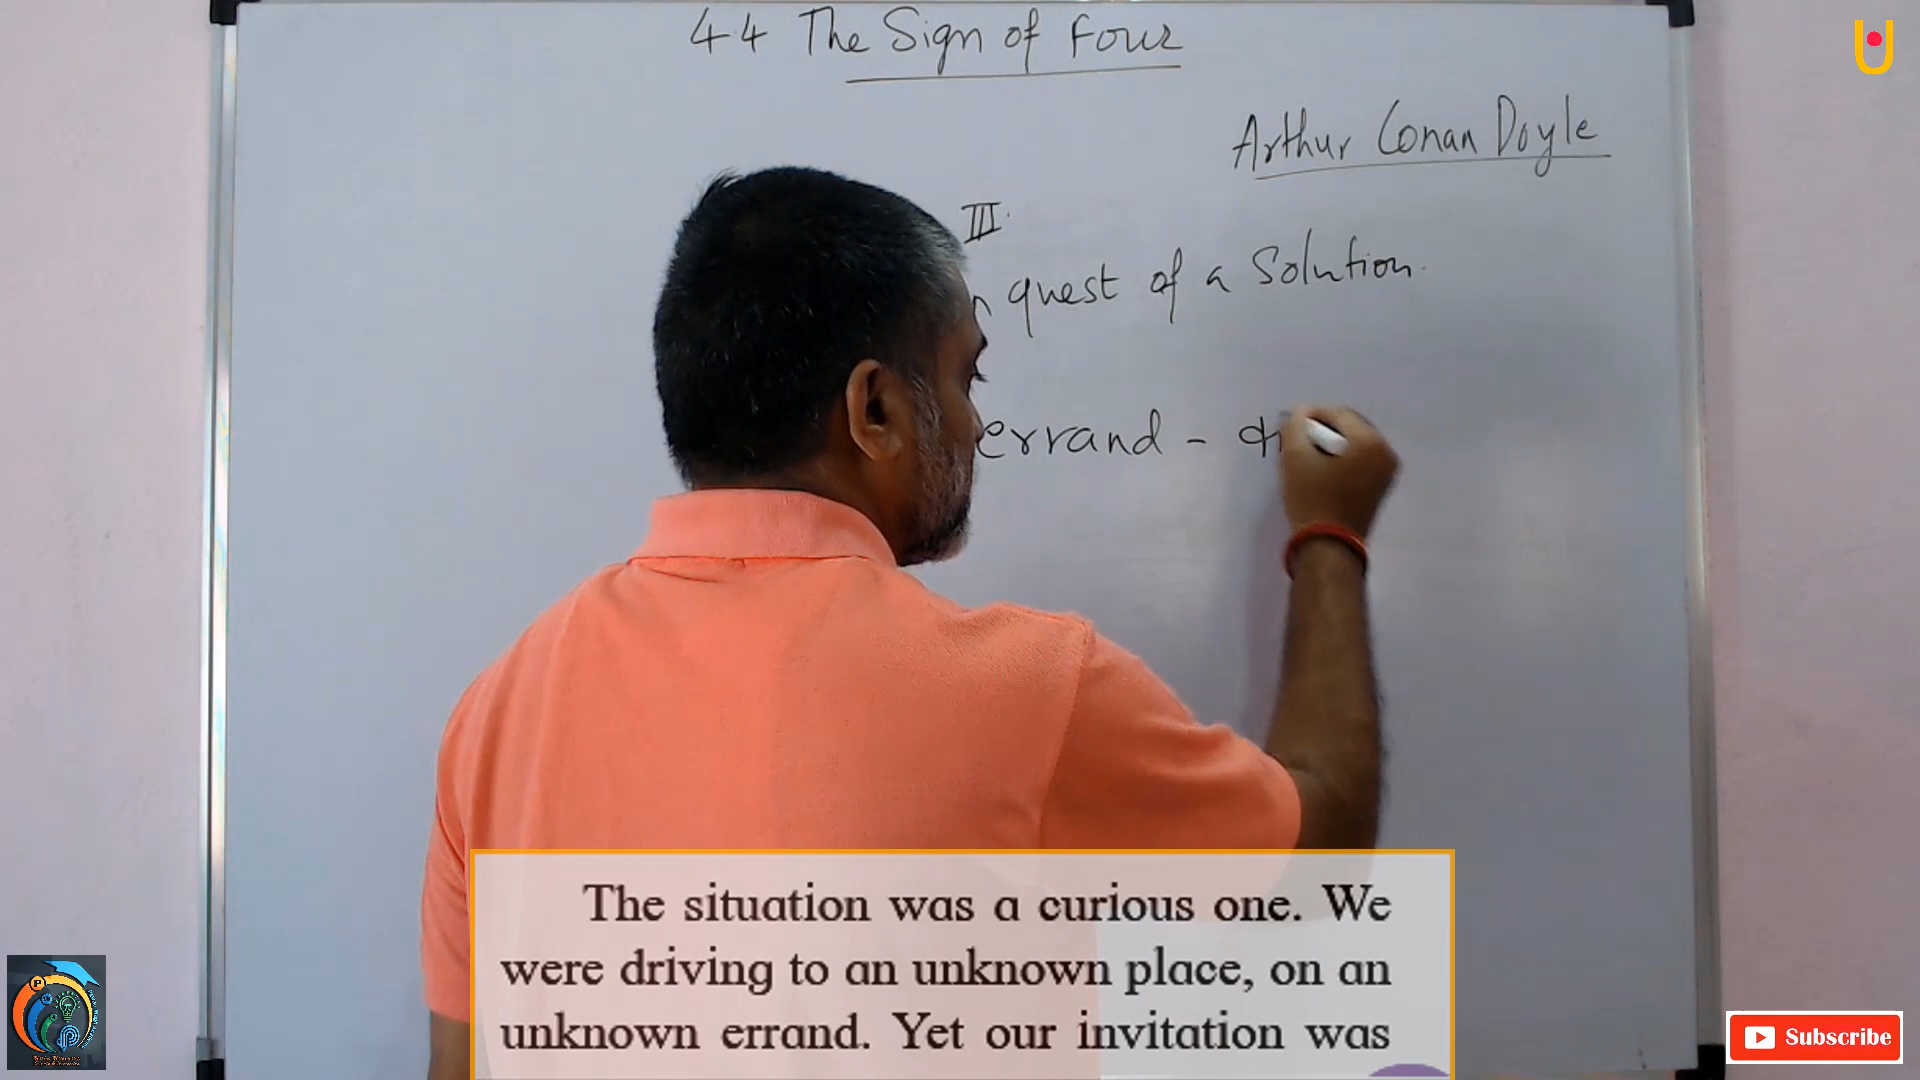 4.4 The Sign of Four
Arthur Conan Doyle
III.
quest of a Solution.
errand -
The situation was a curious one. We
were driving to an unknown place, on an
unknown errand. Yet our invitation was
Subscribe